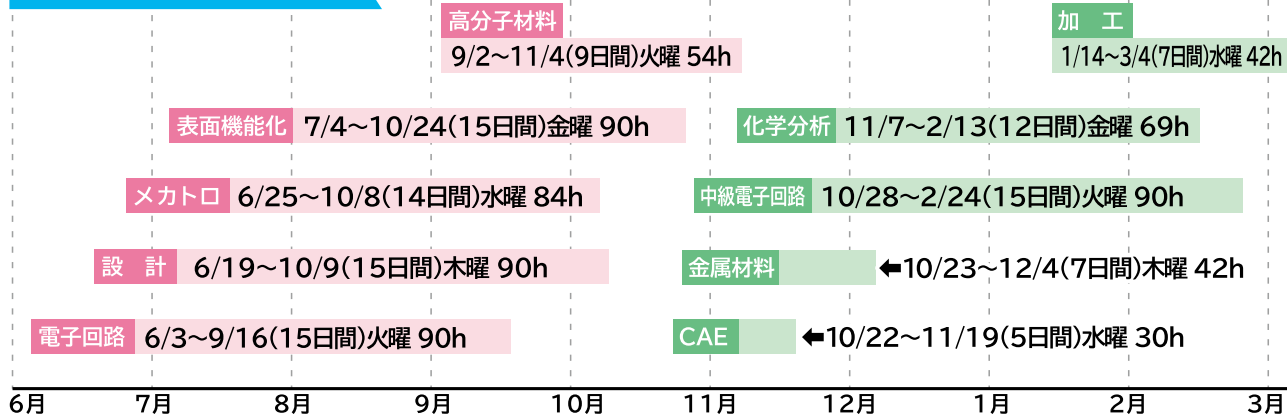 高分子材料
9/2～11/4(9日間)火曜 54h
加　工
1/14～3/4(7日間)水曜 42h
表面機能化 7/4～10/24(15日間)金曜 90h
化学分析 11/7～2/13(12日間)金曜 69h
メカトロ 6/25～10/8(14日間)水曜 84h
中級電子回路 10/28～2/24(15日間)火曜 90h
設　計 6/19～10/9(15日間)木曜 90h
金属材料 ⬅10/23～12/4(7日間)木曜 42h
電子回路 6/3～9/16(15日間)火曜 90h
CAE ⬅10/22～11/19(5日間)水曜 30h
6月 7月 8月 9月 10月 11月 12月 1月 2月 3月